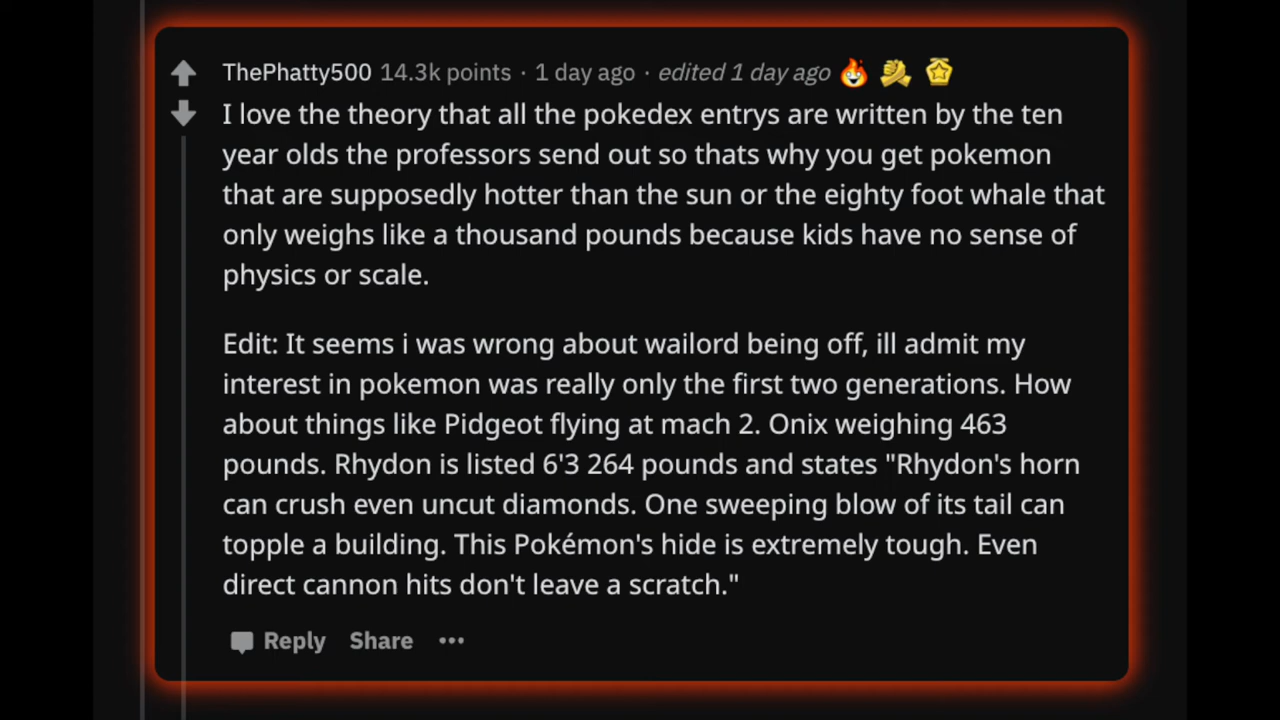 ThePhatty500 14.3k points · 1 day ago · edited 1 day ago
I love the theory that all the pokedex entrys are written by the ten
year olds the professors send out so thats why you get pokemon
that are supposedly hotter than the sun or the eighty foot whale that
only weighs like a thousand pounds because kids have no sense of
physics or scale.
Edit: It seems i was wrong about wailord being off, ill admit my
interest in pokemon was really only the first two generations. How
about things like Pidgeot flying at mach 2. Onix weighing 463
pounds. Rhydon is listed 6'3 264 pounds and states "Rhydon's horn
can crush even uncut diamonds. One sweeping blow of its tail can
topple a building. This Pokémon's hide is extremely tough. Even
direct cannon hits don't leave a scratch."
Reply Share